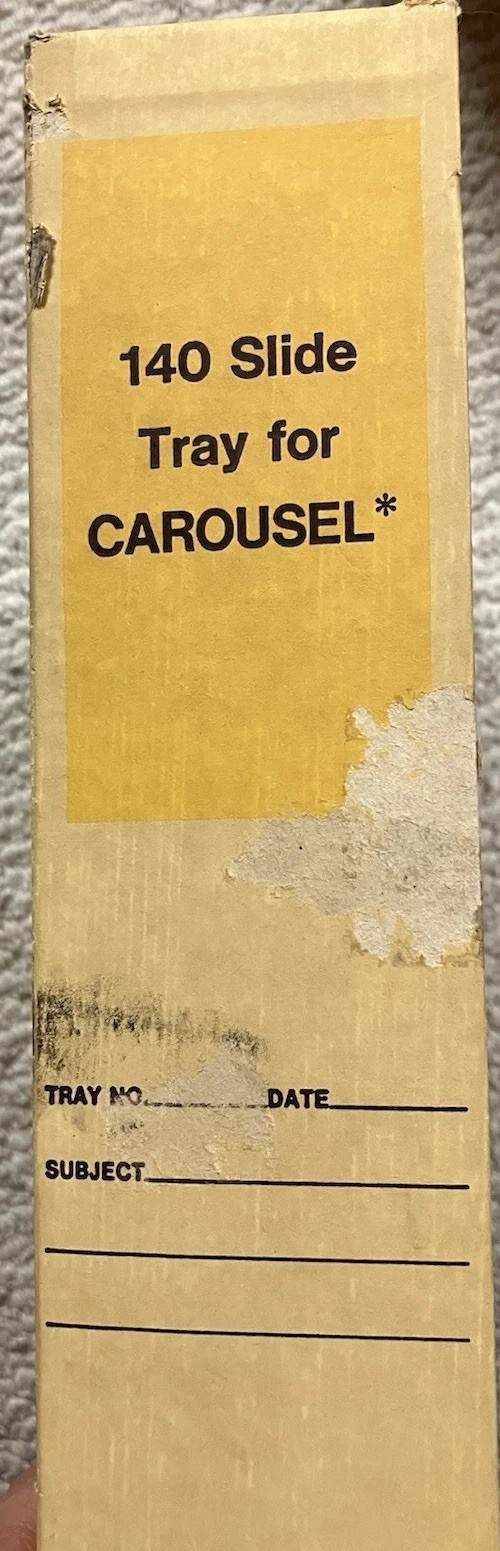 140 Slide
Tray for
CAROUSEL*
TRAY NO. DATE
SUBJECT